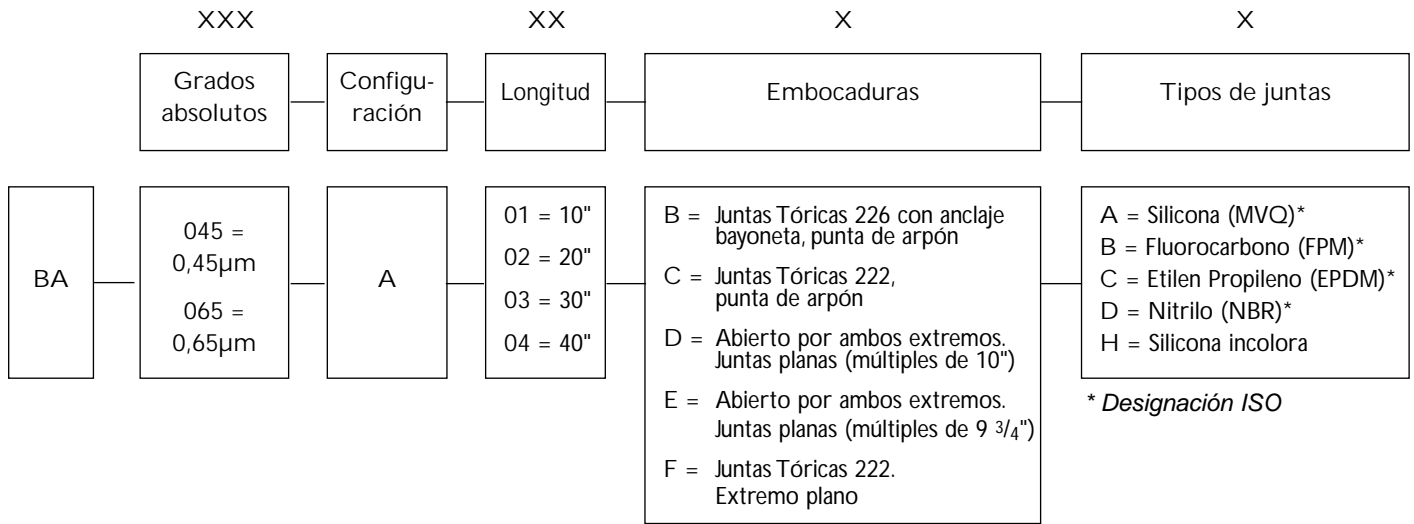 XXX XX X X
Grados
absolutos
Configu-
ración
Longitud
Embocaduras
Tipos de juntas
BA
045 =
0,45µm
065 =
0,65µm
A
01 = 10"
02 = 20"
03 = 30"
04 = 40"
B = Juntas Tóricas 226 con anclaje
bayoneta, punta de arpón
C = Juntas Tóricas 222,
punta de arpón
D = Abierto por ambos extremos.
Juntas planas (múltiples de 10")
E = Abierto por ambos extremos.
Juntas planas (múltiples de 9 3/4")
F = Juntas Tóricas 222.
Extremo plano
A = Silicona (MVQ)*
B = Fluorocarbono (FPM)*
C = Etilen Propileno (EPDM)*
D = Nitrilo (NBR)*
H = Silicona incolora
* Designación ISO